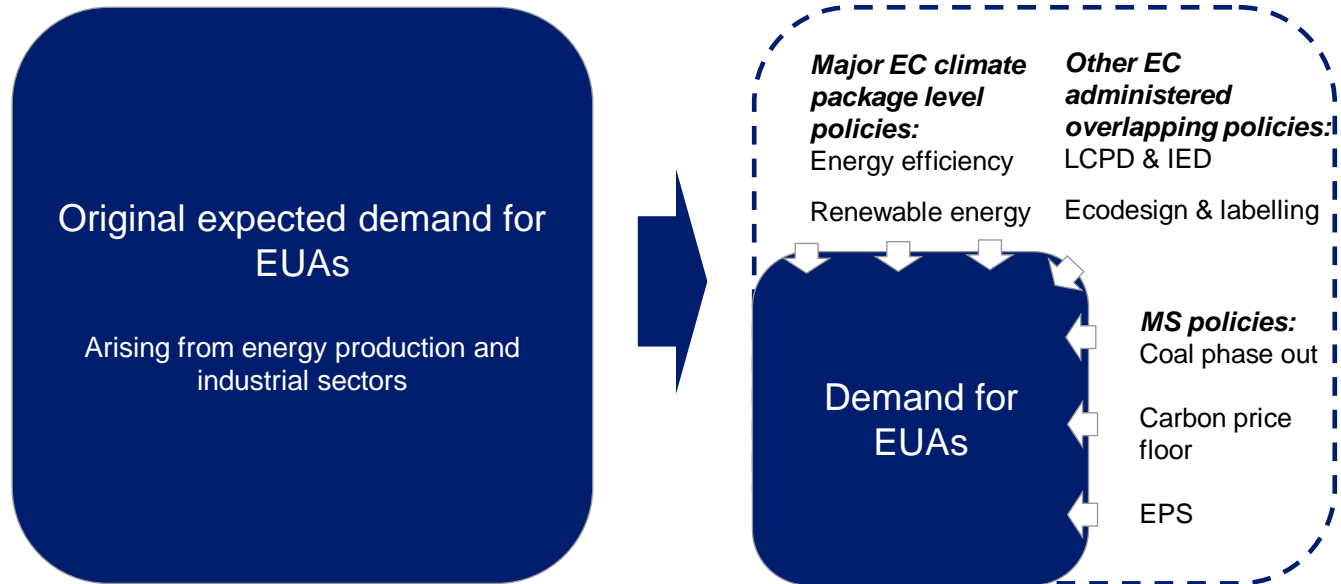 Original expected demand for
EUAs
Arising from energy production and
industrial sectors
Major EC climate
package level
policies:
Energy efficiency
Renewable energy
Other EC
administered
overlapping policies:
LCPD & IED
Ecodesign & labelling
Demand for
EUAs
MS policies:
Coal phase out
Carbon price
floor
EPS